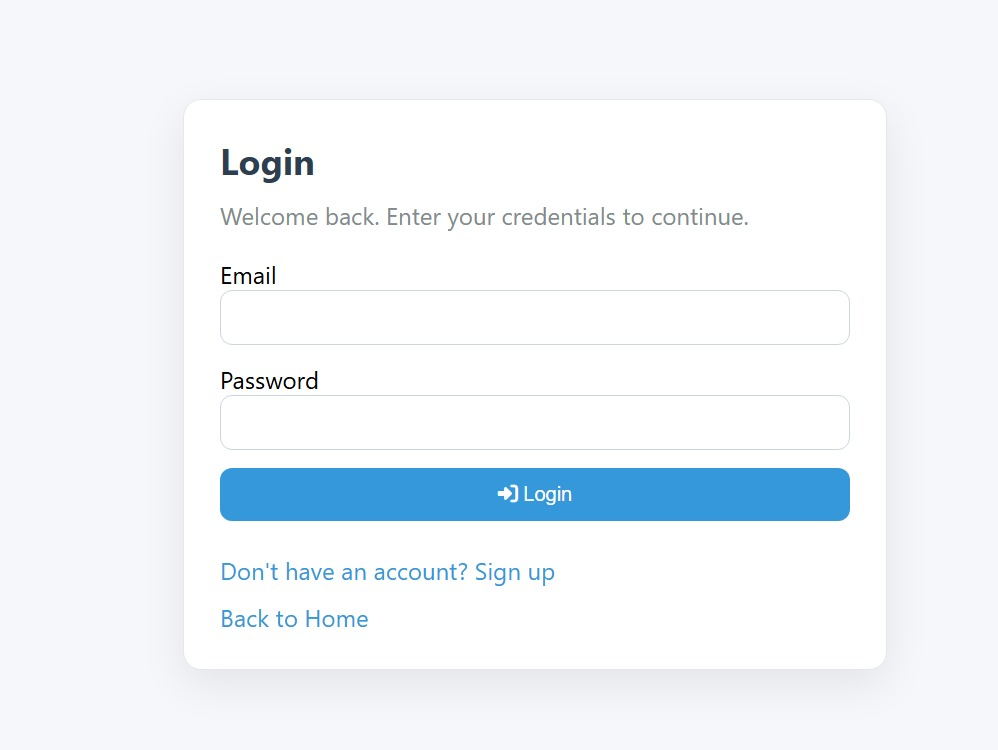 Login
Welcome back. Enter your credentials to continue.
Email
Password
Login
Don't have an account? Sign up
Back to Home